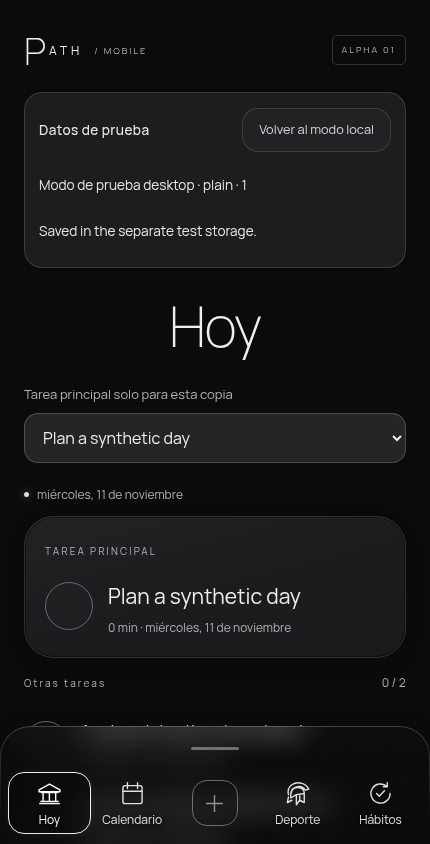 PATH / MOBILE
ALPHA 01
Datos de prueba
Volver al modo local
Modo de prueba desktop · plain · 1
Saved in the separate test storage.
Hoy
Tarea principal solo para esta copia
Plan a synthetic day
miércoles, 11 de noviembre
TAREA PRINCIPAL
Plan a synthetic day
0 min · miércoles, 11 de noviembre
Otras tareas
0 / 2
Hoy
Calendario
Deporte
Hábitos